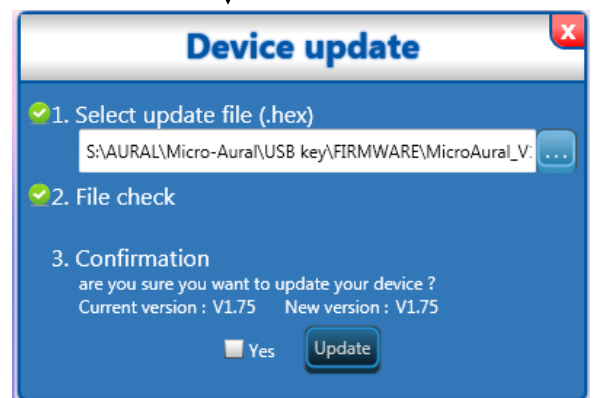 Device update
X
1. Select update file (.hex)
S:\AURAL\Micro-Aural\USB key\FIRMWARE\MicroAural_V:
...
2. File check
3. Confirmation
are you sure you want to update your device ?
Current version : V1.75 New version : V1.75
Yes Update